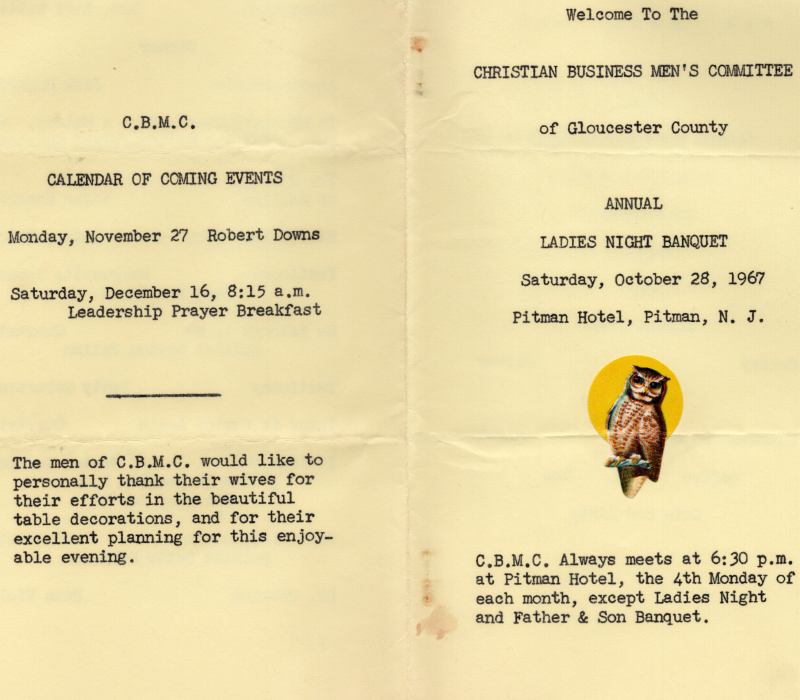 C.B.M.C.
CALENDAR OF COMING EVENTS
Monday, November 27 Robert Downs
Saturday, December 16, 8:15 a.m.
Leadership Prayer Breakfast
The men of C.B.M.C. would like to
personally thank their wives for
their efforts in the beautiful
table decorations, and for their
excellent planning for this enjoy-
able evening.
Welcome To The
CHRISTIAN BUSINESS MEN'S COMMITTEE
of Gloucester County
ANNUAL
LADIES NIGHT BANQUET
Saturday, October 28, 1967
Pitman Hotel, Pitman, N. J.
C.B.M.C. Always meets at 6:30 p.m.
at Pitman Hotel, the 4th Monday of
each month, except Ladies Night
and Father & Son Banquet.